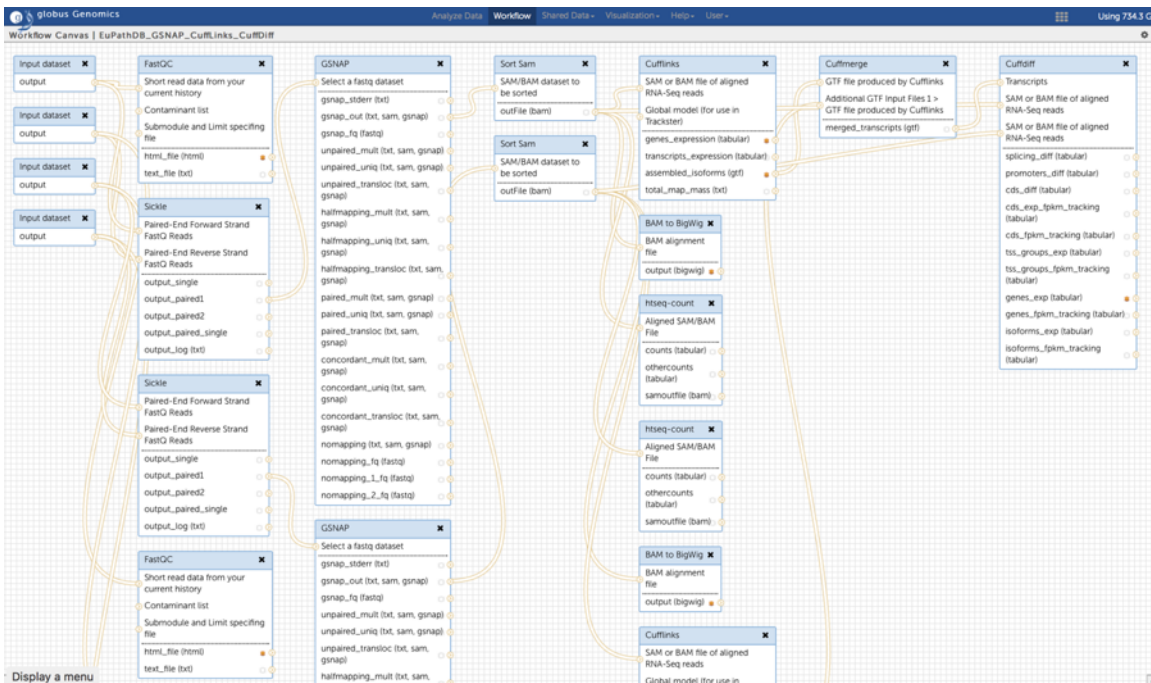 globus Genomics
Analyze Data Workflow Shared Data Visualization Help User
Using 734.3 G
Workflow Canvas | EuPathDB_GSNAP_CuffLinks_CuffDiff
Input dataset
output
Input dataset
output
Input dataset
output
Input dataset
output
FastQC
Short read data from your
current history
Contaminant list
Submodule and Limit specifing
file
html_file (html)
text_file (txt)
Sickle
Paired-End Forward Strand
FastQ Reads
Paired-End Reverse Strand
FastQ Reads
output_single
output_paired1
output_paired2
output_paired_single
output_log (txt)
Sickle
Paired-End Forward Strand
FastQ Reads
Paired-End Reverse Strand
FastQ Reads
output_single
output_paired1
output_paired2
output_paired_single
output_log (txt)
FastQC
Short read data from your
current history
Contaminant list
Submodule and Limit specifing
file
html_file (html)
text_file (txt)
GSNAP
Select a fastq dataset
gsnap_stderr (txt)
gsnap_out (txt, sam, gsnap)
gsnap_fq (fastq)
unpaired_mult (txt, sam, gsnap)
unpaired_uniq (txt, sam, gsnap)
unpaired_transloc (txt, sam,
gsnap)
halfmapping_mult (txt, sam,
gsnap)
halfmapping_uniq (txt, sam,
gsnap)
halfmapping_transloc (txt, sam,
gsnap)
paired_mult (txt, sam, gsnap)
paired_uniq (txt, sam, gsnap)
paired_transloc (txt, sam,
gsnap)
concordant_mult (txt, sam,
gsnap)
concordant_uniq (txt, sam,
gsnap)
concordant_transloc (txt, sam,
gsnap)
nomapping (txt, sam, gsnap)
nomapping_fq (fastq)
nomapping_1_fq (fastq)
nomapping_2_fq (fastq)
GSNAP
Select a fastq dataset
gsnap_stderr (txt)
gsnap_out (txt, sam, gsnap)
gsnap_fq (fastq)
unpaired_mult (txt, sam, gsnap)
unpaired_uniq (txt, sam, gsnap)
unpaired_transloc (txt, sam,
gsnap)
halfmapping_mult (txt, sam,
Sort Sam
SAM/BAM dataset to
be sorted
outFile (bam)
Sort Sam
SAM/BAM dataset to
be sorted
outFile (bam)
Cufflinks
SAM or BAM file of aligned
RNA-Seq reads
Global model (for use in
Trackster)
genes_expression (tabular)
transcripts_expression (tabular)
assembled_isoforms (gtf)
total_map_mass (txt)
BAM to BigWig
BAM alignment
file
output (bigwig)
htseq-count
Aligned SAM/BAM
File
counts (tabular)
othercounts
(tabular)
samoutfile (bam)
htseq-count
Aligned SAM/BAM
File
counts (tabular)
othercounts
(tabular)
samoutfile (bam)
BAM to BigWig
BAM alignment
file
output (bigwig)
Cufflinks
SAM or BAM file of aligned
RNA-Seq reads
Global model (for use in
Cuffmerge
GTF file produced by Cufflinks
Additional GTF Input Files 1 >
GTF file produced by Cufflinks
merged_transcripts (gtf)
Cuffdiff
Transcripts
SAM or BAM file of aligned
RNA-Seq reads
SAM or BAM file of aligned
RNA-Seq reads
splicing_diff (tabular)
promoters_diff (tabular)
cds_diff (tabular)
cds_exp_fpkm_tracking
(tabular)
cds_fpkm_tracking (tabular)
tss_groups_exp (tabular)
tss_groups_fpkm_tracking
(tabular)
genes_exp (tabular)
genes_fpkm_tracking (tabular)
isoforms_exp (tabular)
isoforms_fpkm_tracking
(tabular)
Display a menu